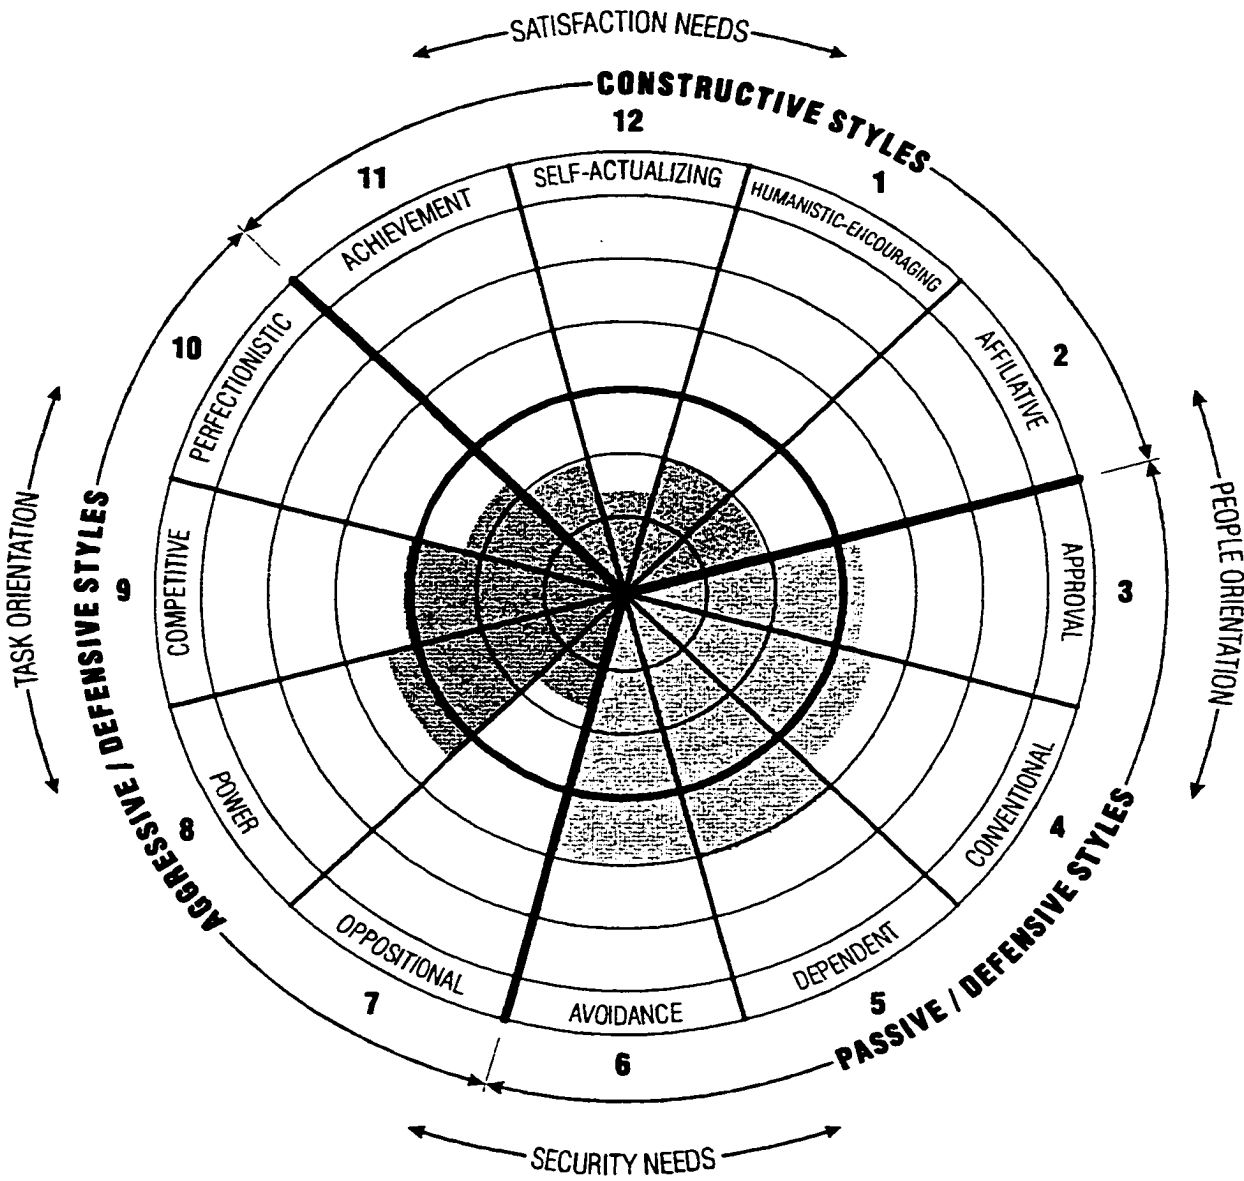 SATISFACTION NEEDS
CONSTRUCTIVE STYLES
12
SELF-ACTUALIZING
1
HUMANISTIC-ENCOURAGING
2
AFFILIATIVE
PEOPLE ORIENTATION
3
APPROVAL
4
CONVENTIONAL
PASSIVE / DEFENSIVE STYLES
5
DEPENDENT
6
AVOIDANCE
SECURITY NEEDS
7
OPPOSITIONAL
8
POWER
AGGRESSIVE / DEFENSIVE STYLES
9
COMPETITIVE
TASK ORIENTATION
10
PERFECTIONISTIC
11
ACHIEVEMENT